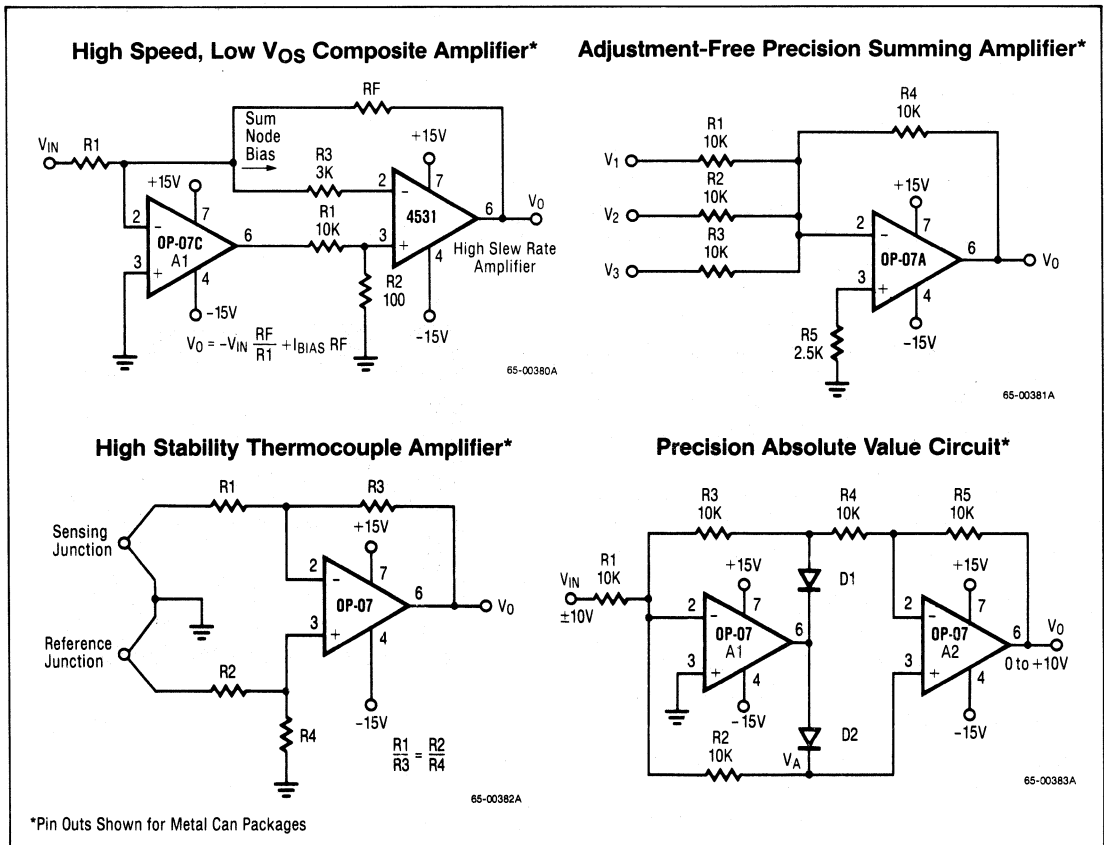 High Speed, Low VOS Composite Amplifier*
RF
Sum
Node
Bias
+15V
VIN
R1
R3
3K
+15V
2
-
7
4531
6
VO
R1
10K
3
+
4
High Slew Rate
Amplifier
2
-
7
OP-07C
A1
6
3
+
4
-15V
R2
100
-15V
VO = -VIN RF/R1 + IBIAS RF
65-00380A
Adjustment-Free Precision Summing Amplifier*
R4
10K
R1
10K
V1
R2
10K
V2
R3
10K
V3
+15V
2
-
7
OP-07A
6
VO
3
+
4
-15V
R5
2.5K
65-00381A
High Stability Thermocouple Amplifier*
R1
R3
Sensing
Junction
+15V
2
-
7
OP-07
6
VO
3
+
4
-15V
Reference
Junction
R2
R4
R1/R3 = R2/R4
65-00382A
Precision Absolute Value Circuit*
R3
10K
R4
10K
R5
10K
VIN
±10V
R1
10K
+15V
D1
+15V
2
-
7
OP-07
A1
6
3
+
4
-15V
2
-
7
OP-07
A2
6
VO
0 to +10V
3
+
4
-15V
R2
10K
VA
D2
65-00383A
*Pin Outs Shown for Metal Can Packages